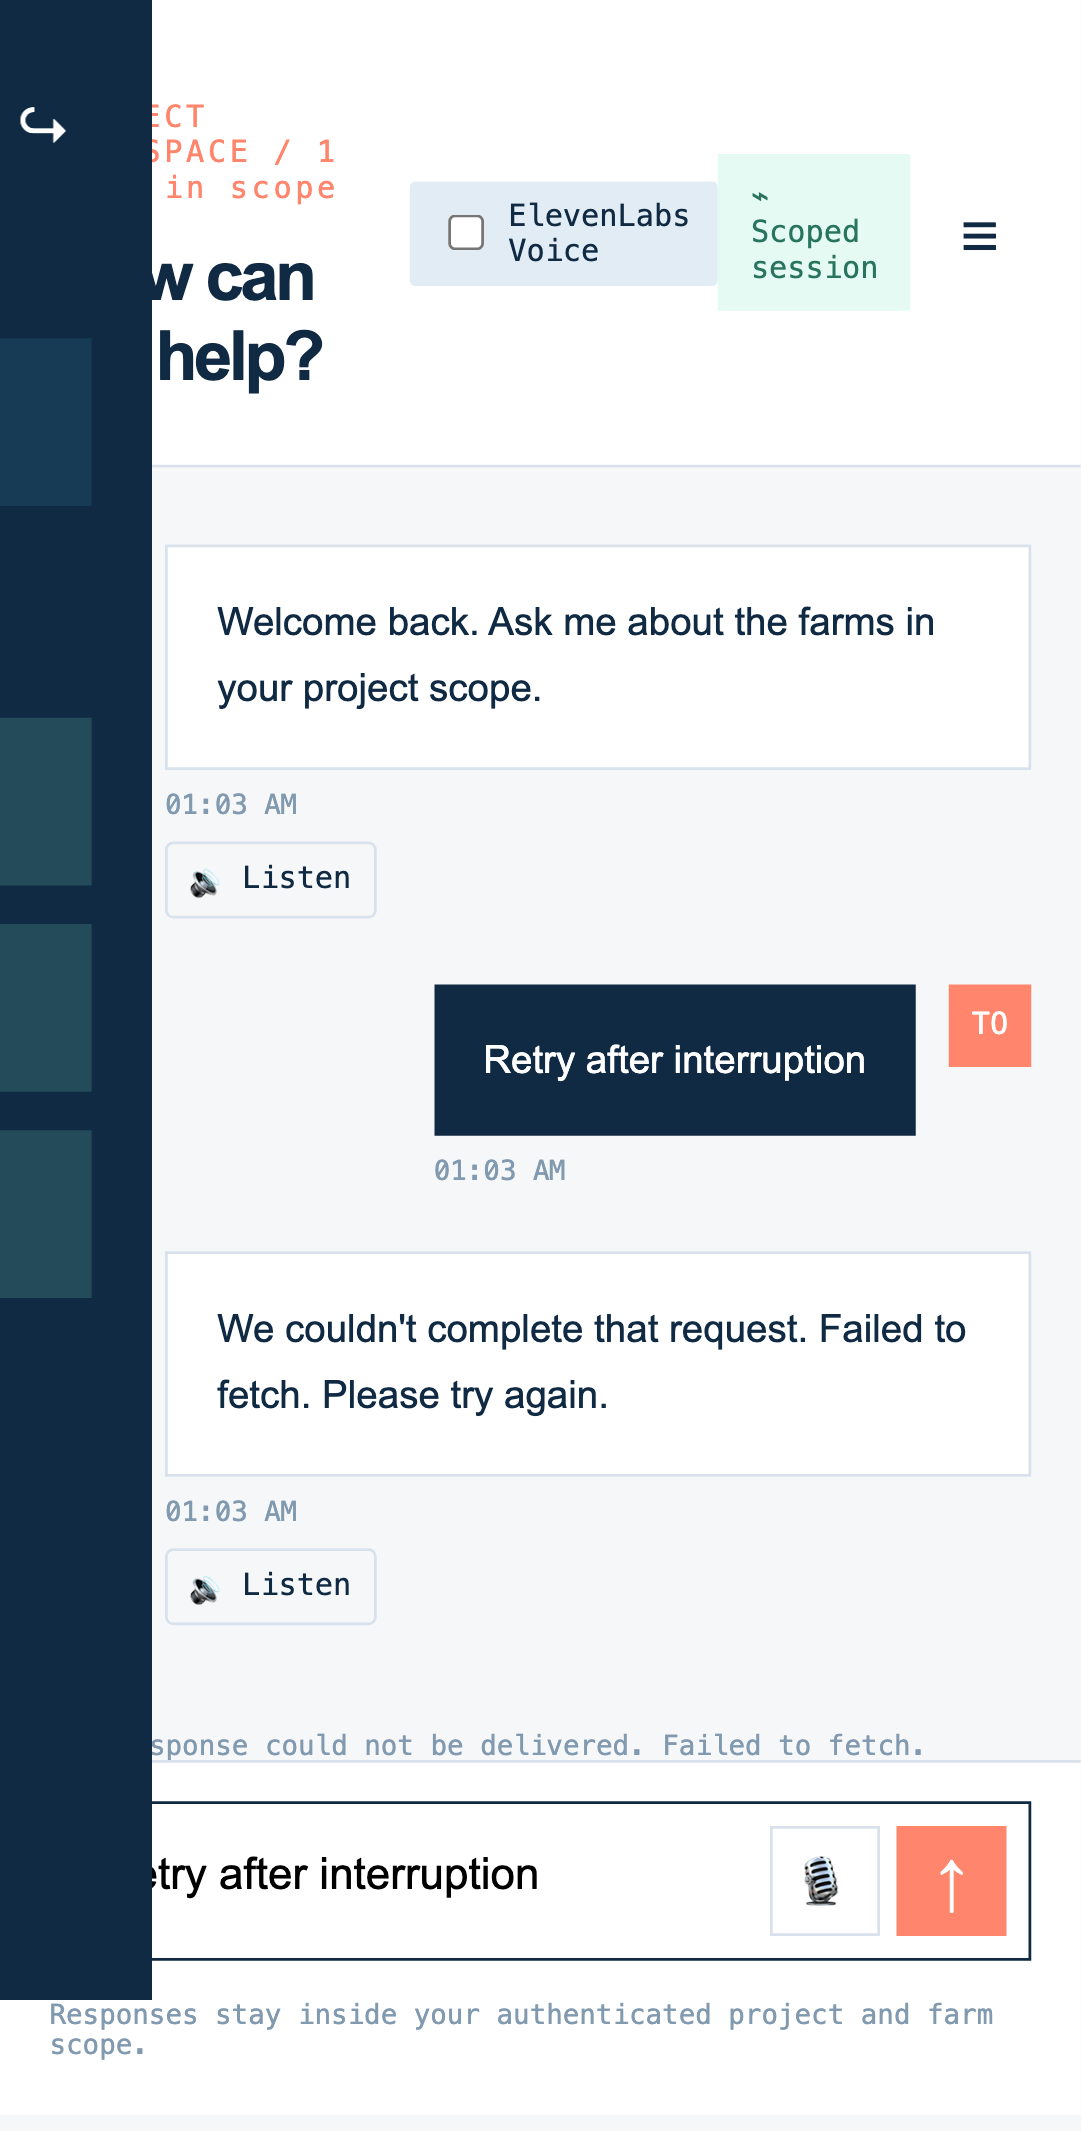 ECT
SPACE / 1
in scope
w can
help?
ElevenLabs
Voice
Scoped
session
Welcome back. Ask me about the farms in
your project scope.
01:03 AM
Listen
Retry after interruption
TO
01:03 AM
We couldn't complete that request. Failed to
fetch. Please try again.
01:03 AM
Listen
sponse could not be delivered. Failed to fetch.
etry after interruption
Responses stay inside your authenticated project and farm
scope.